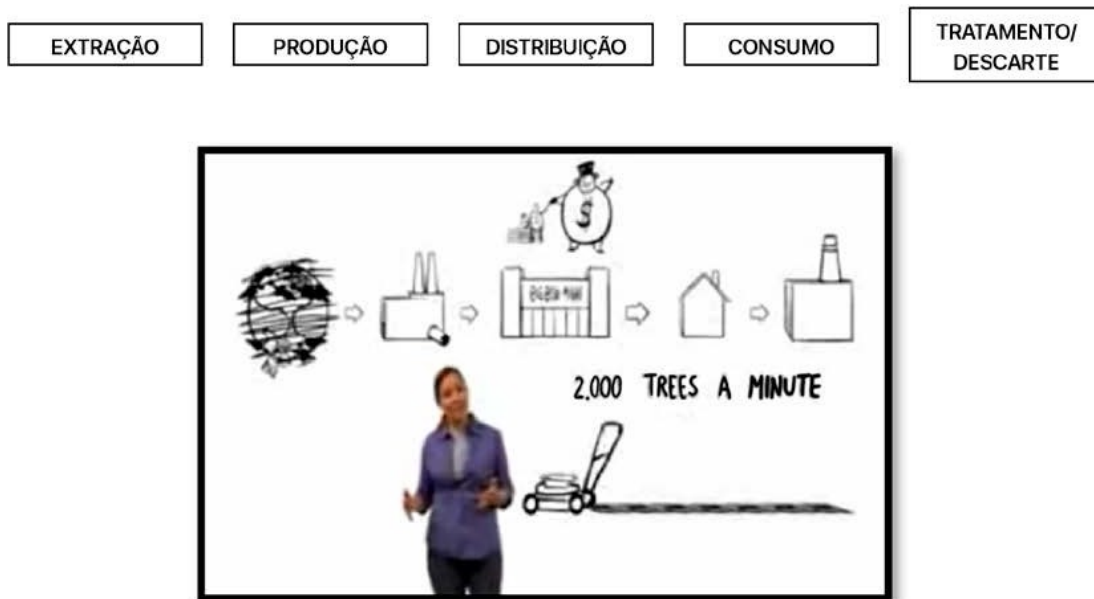 EXTRAÇÃO
PRODUÇÃO
DISTRIBUIÇÃO
CONSUMO
TRATAMENTO/
DESCARTE
$
2,000 TREES A MINUTE